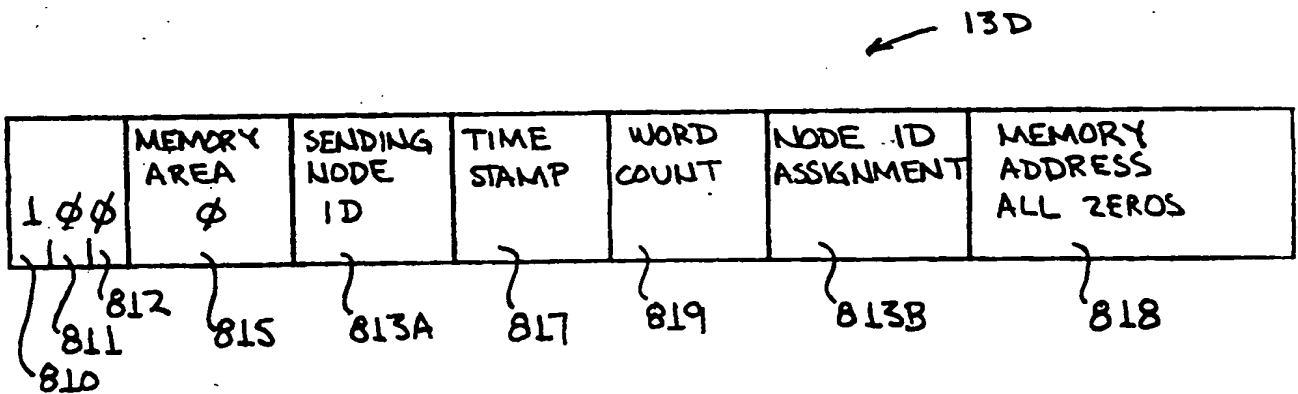 13D
1 Ø Ø
MEMORY
AREA
Ø
SENDING
NODE
ID
TIME
STAMP
WORD
COUNT
NODE ID
ASSIGNMENT
MEMORY
ADDRESS
ALL ZEROS
810
811
812
815
813A
817
819
813B
818